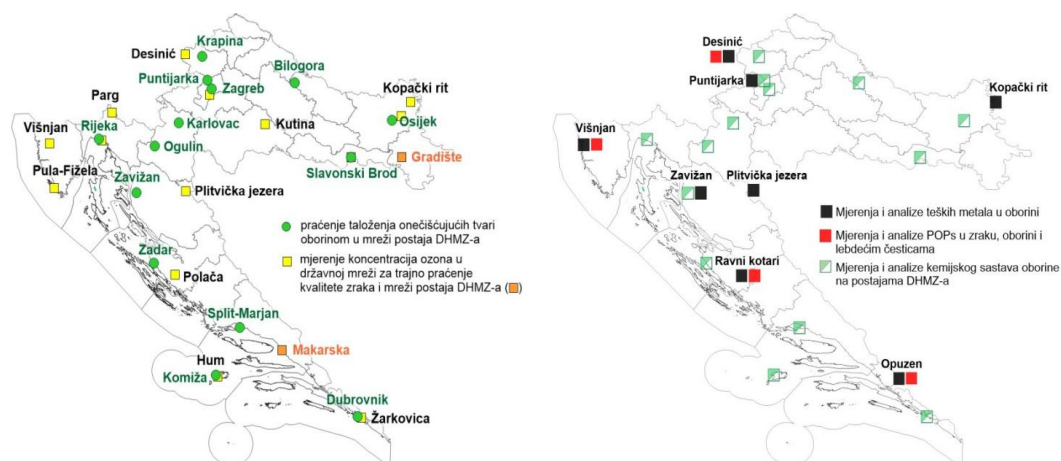 Krapina
Desinić
Puntijarka
Bilogora
Zagreb
Kopački rit
Parg
Karlovac
Kutina
Osijek
Višnjan
Rijeka
Ogulin
Gradište
Slavonski Brod
Pula-Fižela
Zavižan
Plitvička jezera
praćenje taloženja onečišćujućih tvari
oborinom u mreži postaja DHMZ-a
mjerenje koncentracija ozona u
državnoj mreži za trajno praćenje
kvalitete zraka i mreži postaja DHMZ-a ( )
Zadar
Polača
Split-Marjan
Makarska
Hum
Komiža
Dubrovnik
Žarkovica
Desinić
Puntijarka
Kopački rit
Višnjan
Zavižan
Plitvička jezera
Mjerenja i analize teških metala u oborini
Mjerenja i analize POPs u zraku, oborini i
lebdećim česticama
Mjerenja i analize kemijskog sastava oborine
na postajama DHMZ-a
Ravni kotari
Opuzen